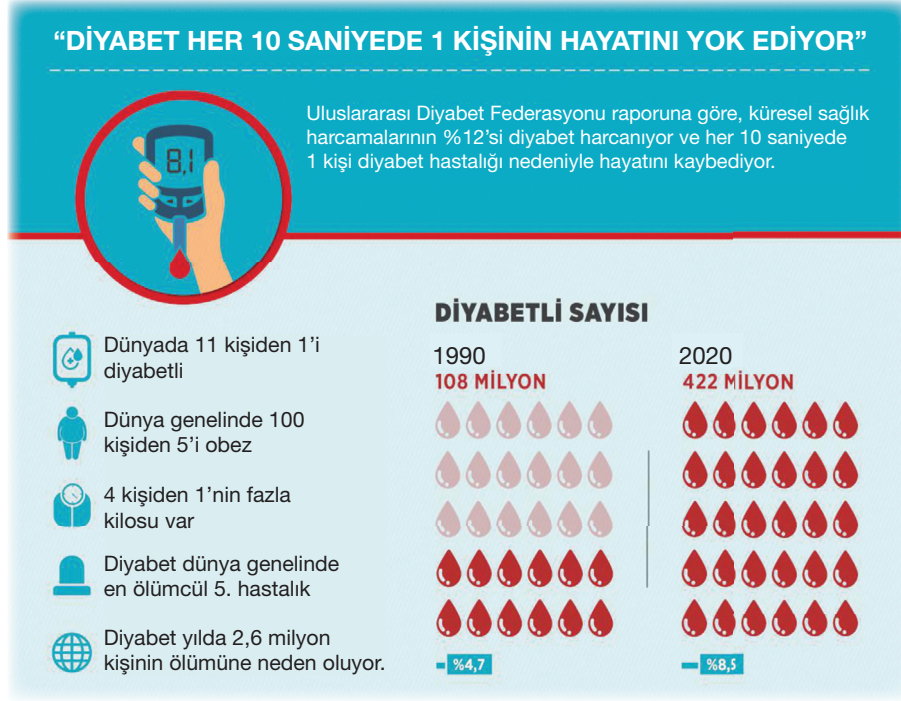 “DİYABET HER 10 SANİYEDE 1 KİŞİNİN HAYATINI YOK EDİYOR”
Uluslararası Diyabet Federasyonu raporuna göre, küresel sağlık
harcamalarının %12’si diyabet harcanıyor ve her 10 saniyede
1 kişi diyabet hastalığı nedeniyle hayatını kaybediyor.
8,1
Dünyada 11 kişiden 1’i
diyabetli
Dünya genelinde 100
kişiden 5’i obez
4 kişiden 1’nin fazla
kilosu var
Diyabet dünya genelinde
en ölümcül 5. hastalık
Diyabet yılda 2,6 milyon
kişinin ölümüne neden oluyor.
DİYABETLİ SAYISI
1990
108 MİLYON
%4,7
2020
422 MİLYON
%8,5